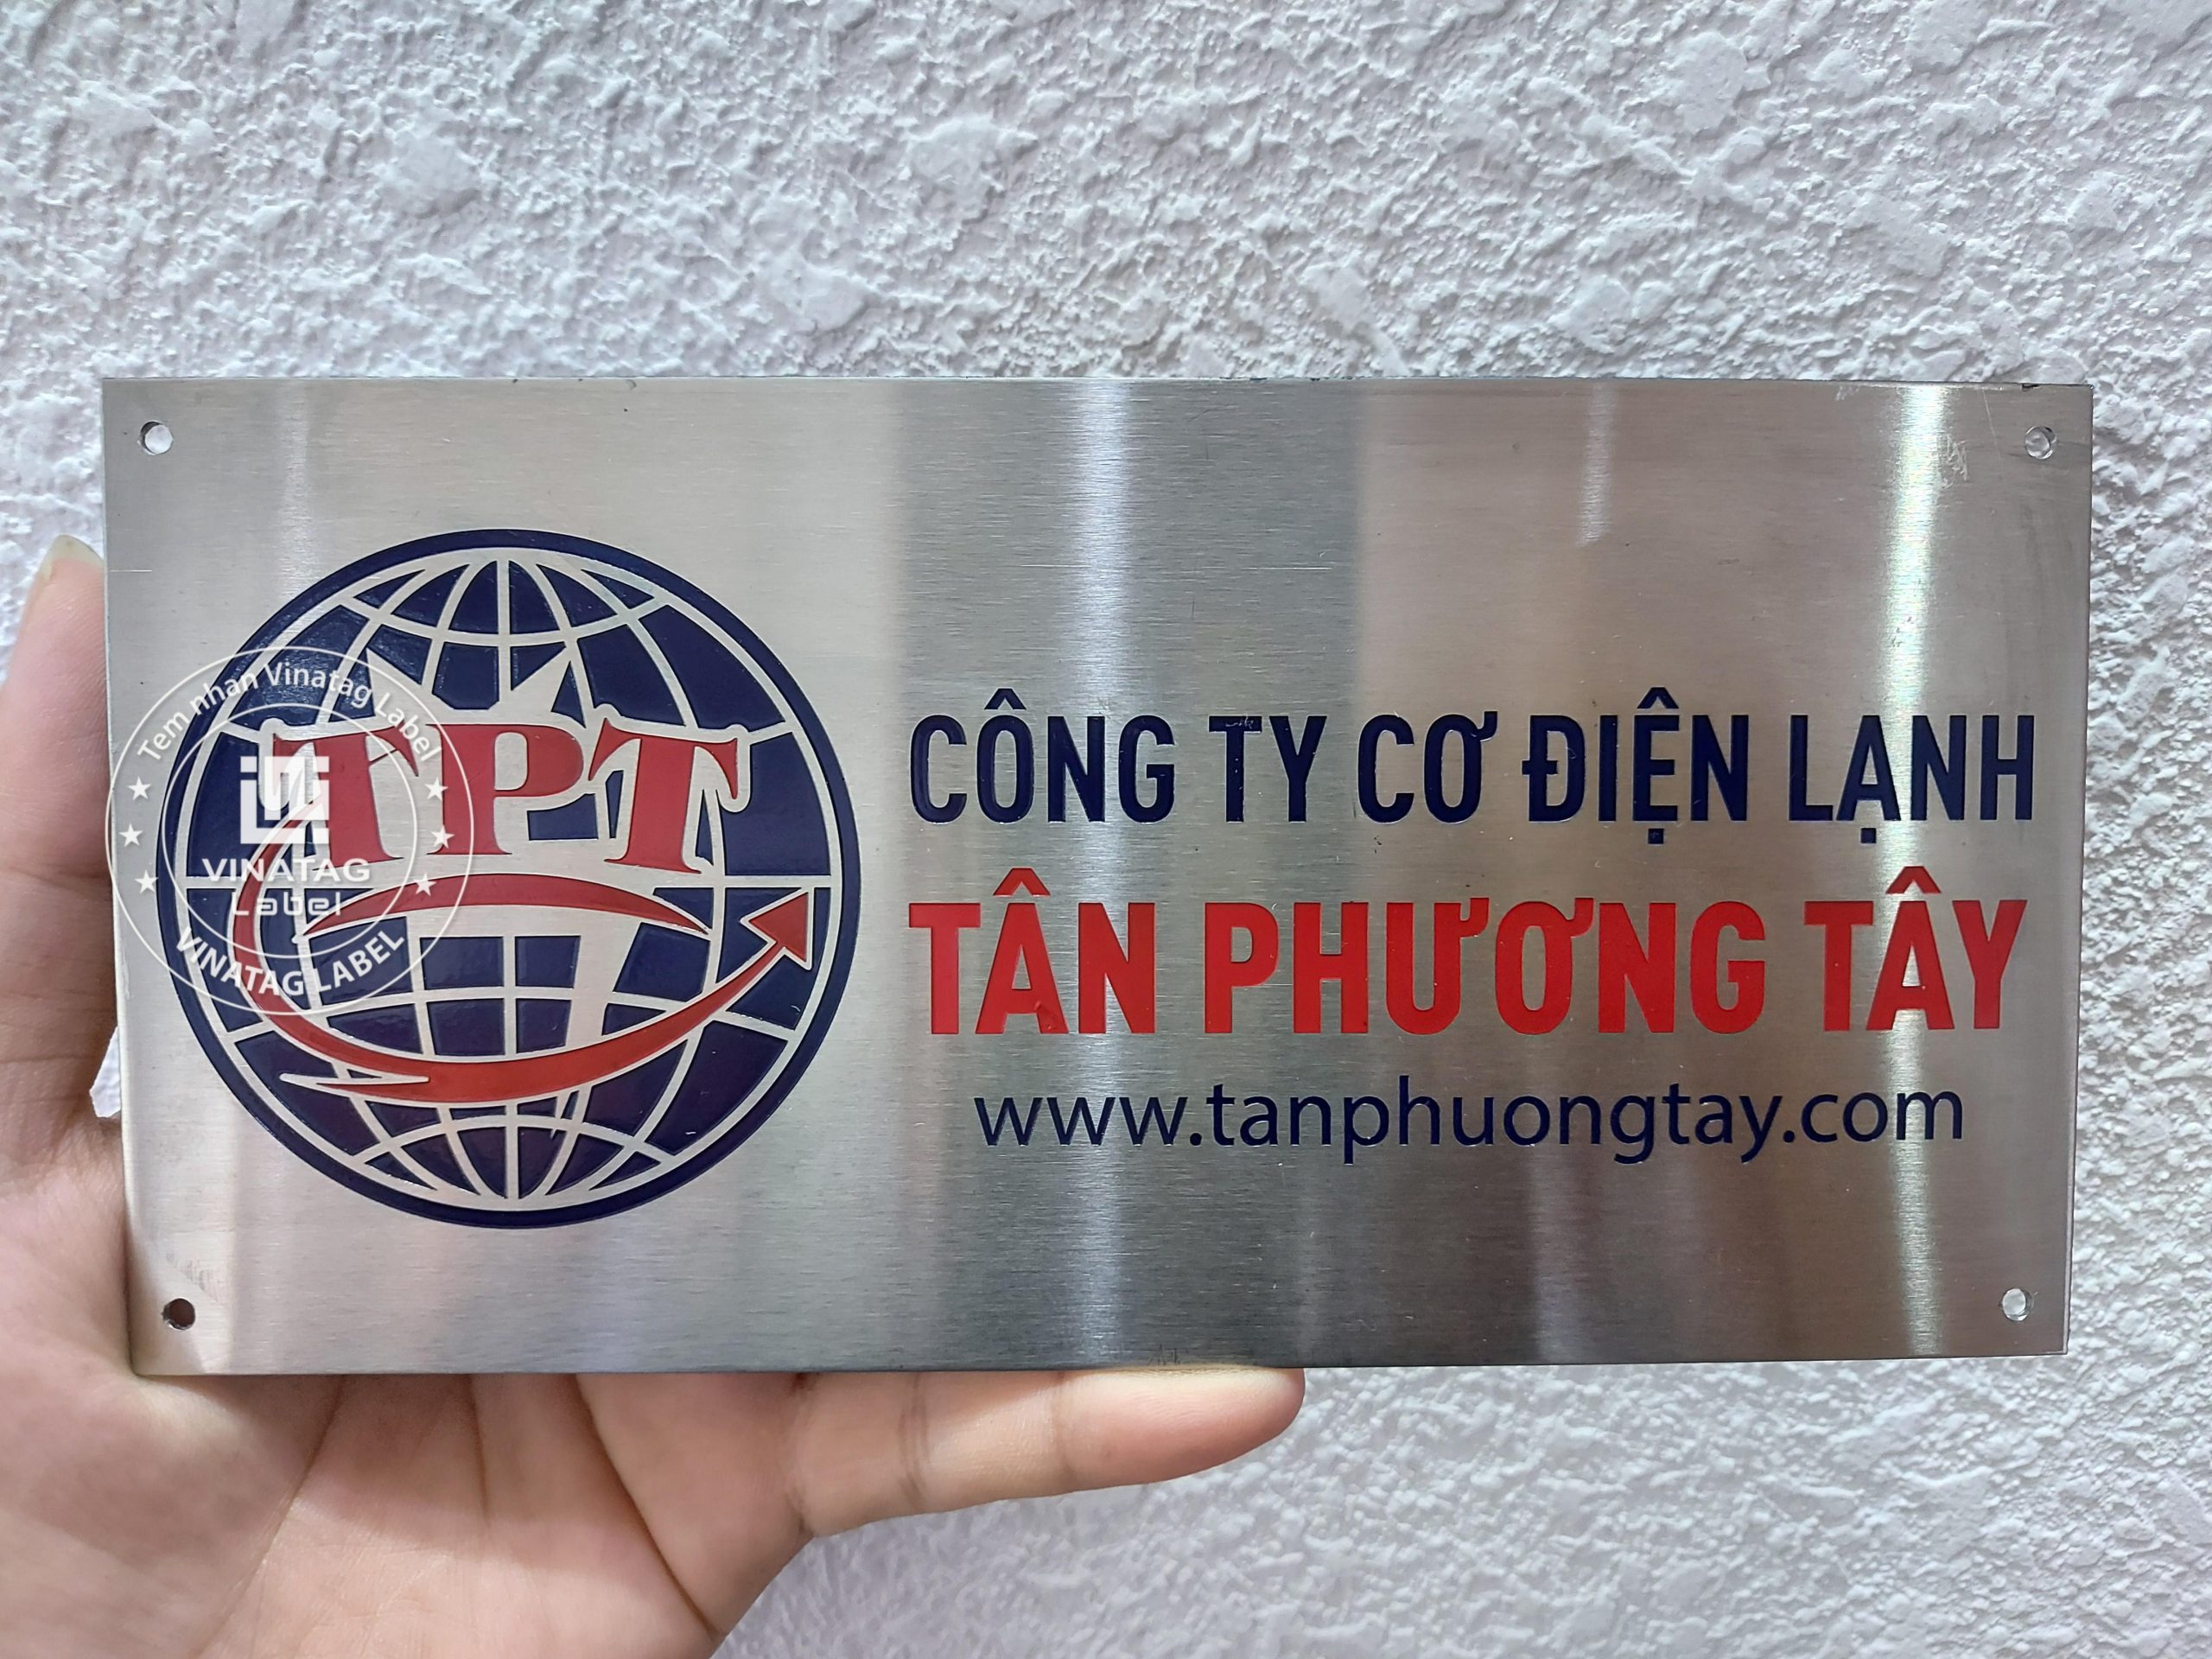 Tem nhãn Vinatag Label
VINATAG
Label
VINATAG LABEL
TPT
CÔNG TY CƠ ĐIỆN LẠNH
TÂN PHƯƠNG TÂY
www.tanphuongtay.com